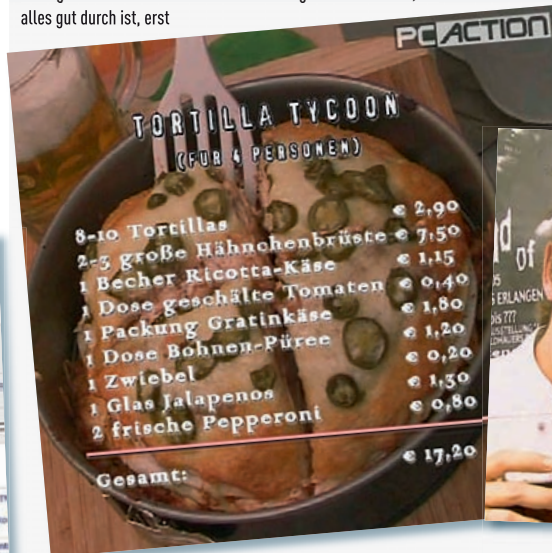 alles gut durch ist, erst
PC ACTION
TORTILLA TYCOON
(FÜR 4 PERSONEN)
8-10 Tortillas € 2,90
2-3 große Hähnchenbrüste € 7,50
1 Becher Ricotta-Käse € 1,15
1 Dose geschälte Tomaten € 0,40
1 Packung Gratinkäse € 1,80
1 Dose Bohnen-Püree € 1,20
1 Zwiebel € 0,20
1 Glas Jalapenos € 1,30
2 frische Pepperoni € 0,80
Gesamt: € 17,20
of
ERLANGEN
bis ???